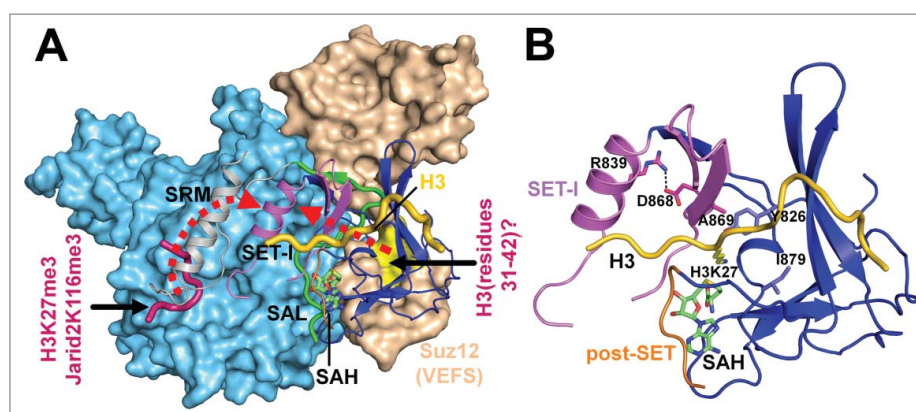 A
SRM
H3
SET-I
SAL
SAH
Suz12
(VEFS)
H3K27me3
Jarid2K116me3
H3(residues
31-42)?
B
R839
SET-I
D868
A869
Y826
H3
I879
H3K27
post-SET
SAH